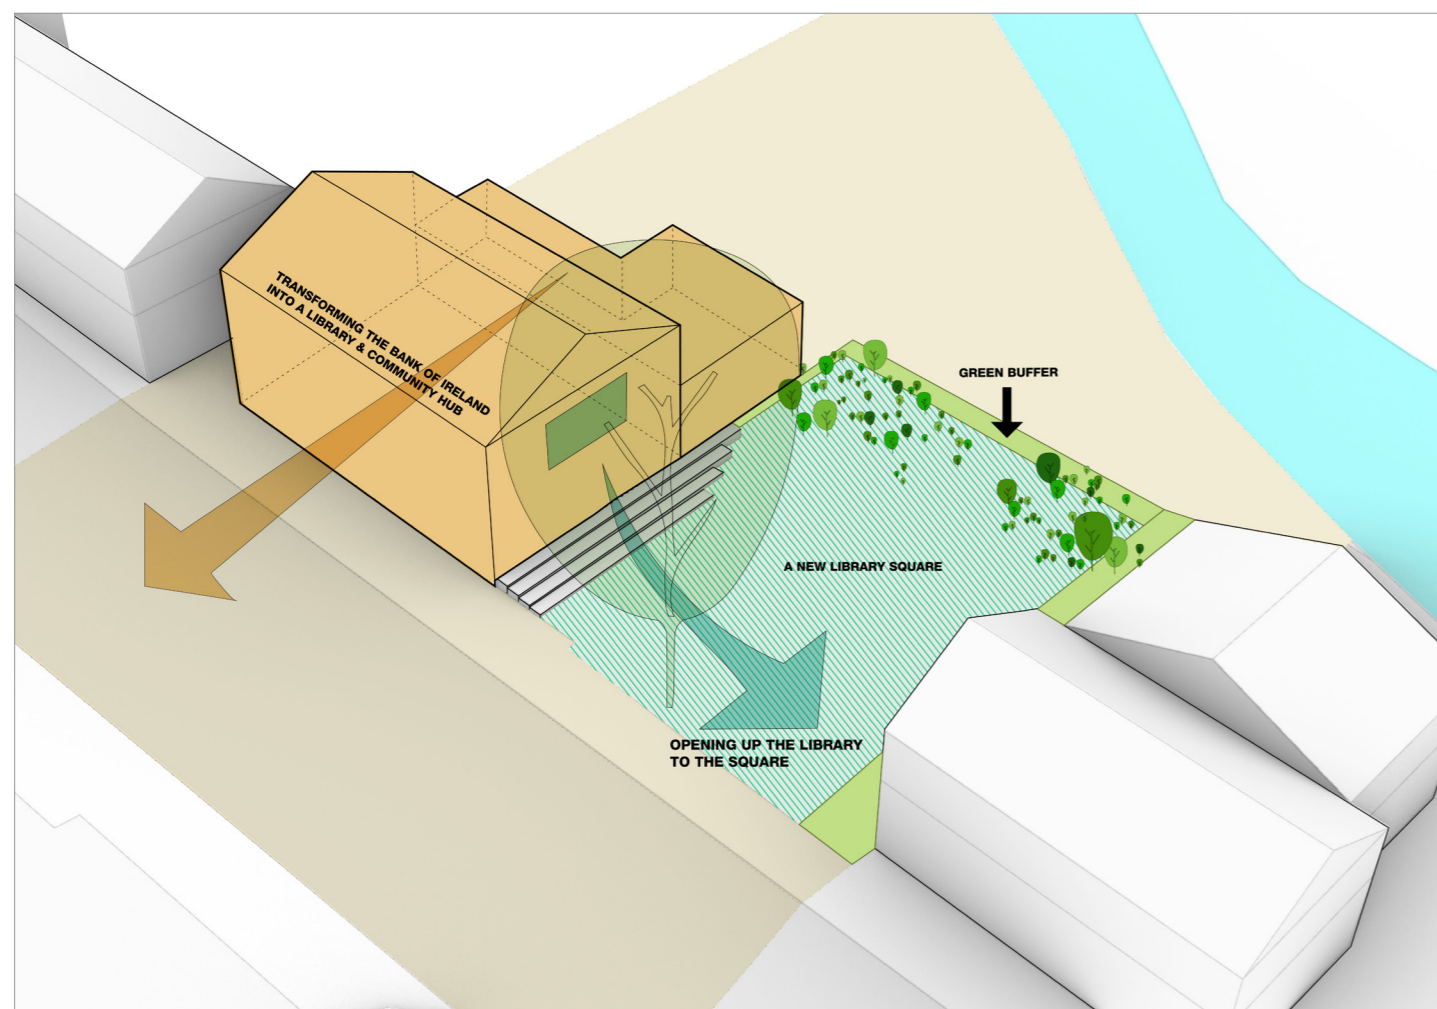 TRANSFORMING THE BANK OF IRELAND
INTO A LIBRARY & COMMUNITY HUB
GREEN BUFFER
A NEW LIBRARY SQUARE
OPENING UP THE LIBRARY
TO THE SQUARE